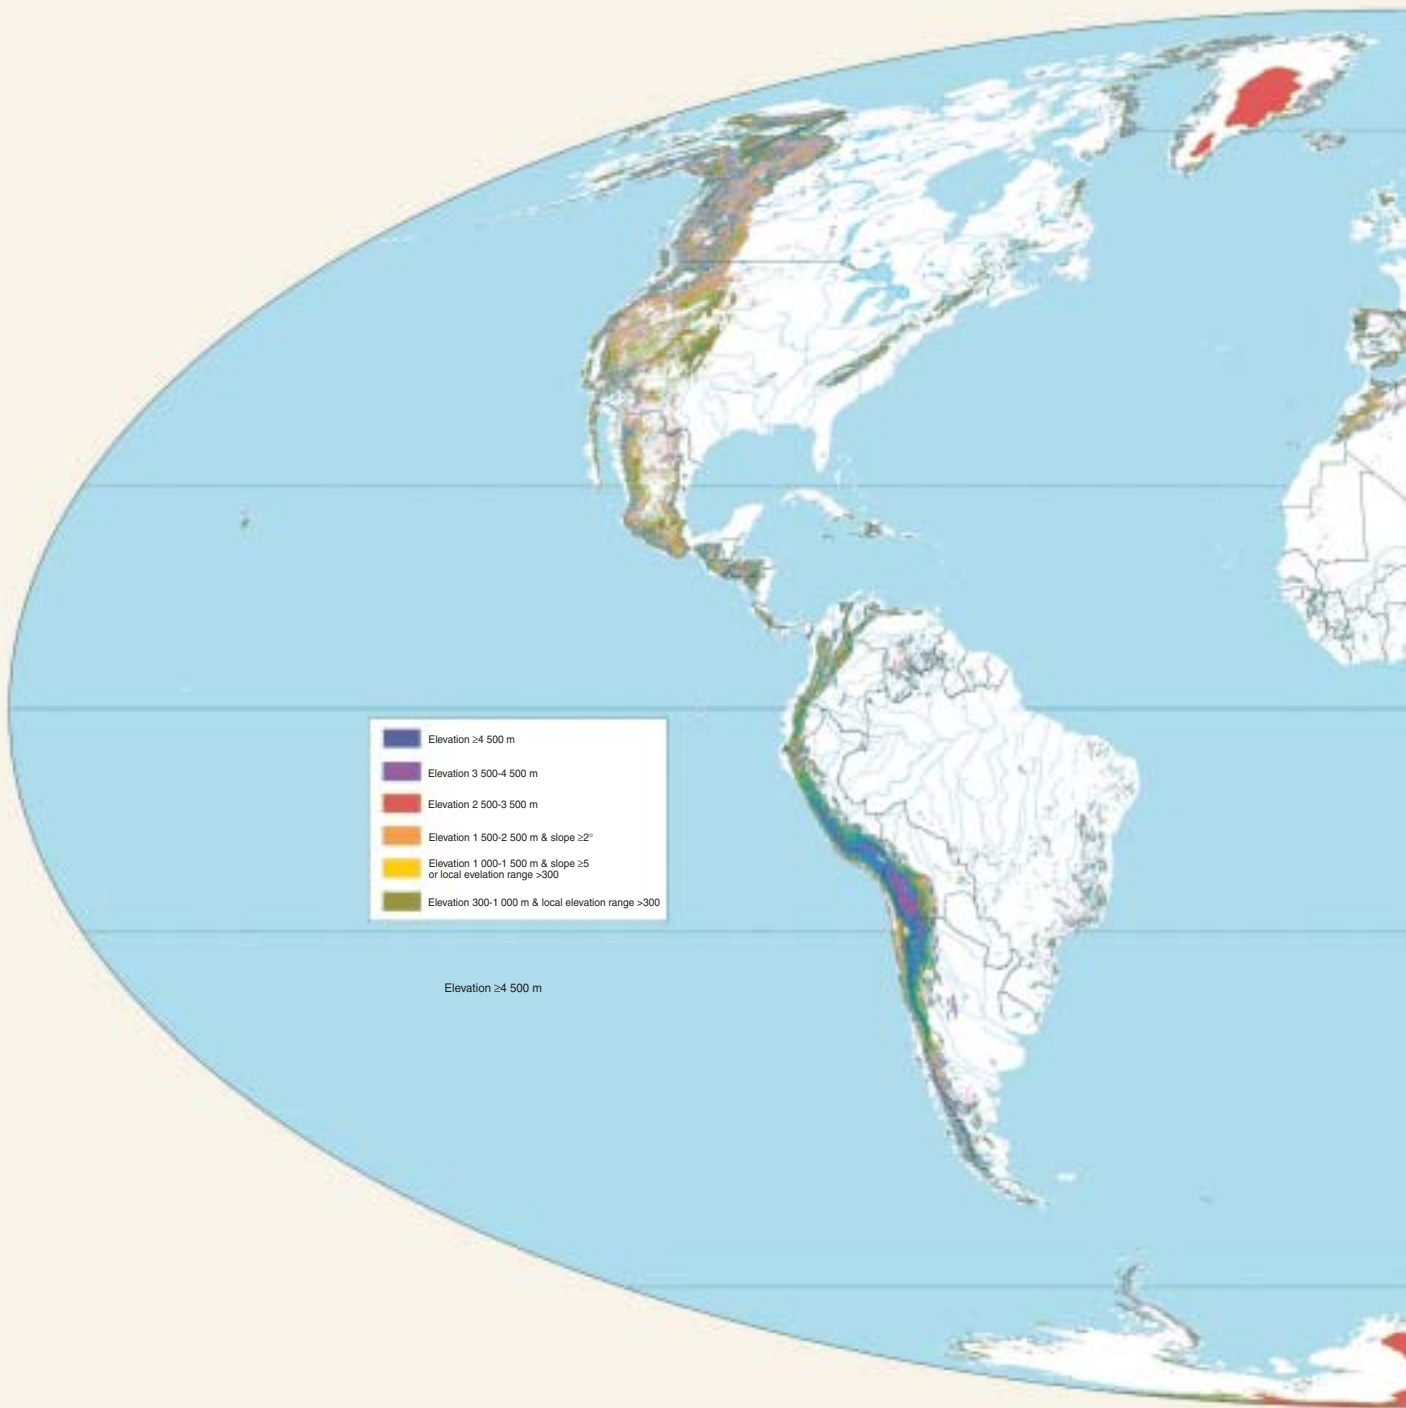 Elevation ≥4 500 m
Elevation 3 500-4 500 m
Elevation 2 500-3 500 m
Elevation 1 500-2 500 m & slope ≥2°
Elevation 1 000-1 500 m & slope ≥5
or local evelation range >300
Elevation 300-1 000 m & local elevation range >300
Elevation ≥4 500 m